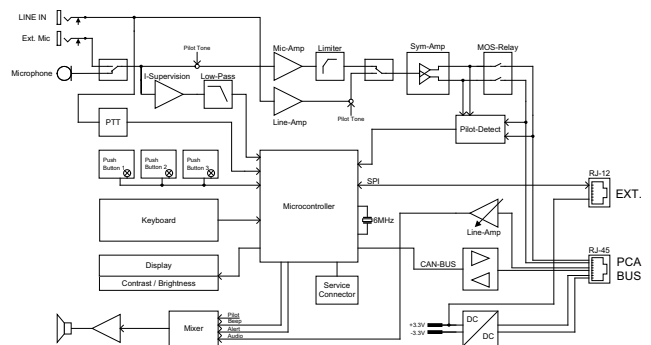 LINE IN
Ext. Mic
Microphone
Pilot Tone
I-Supervision
Low-Pass
Mic-Amp
Limiter
Line-Amp
Pilot Tone
Sym-Amp
MOS-Relay
Pilot-Detect
PTT
Push
Button 1
Push
Button 2
Push
Button 3
Keyboard
Microcontroller
6MHz
SPI
RJ-12
EXT.
Line-Amp
RJ-45
PCA
BUS
CAN-BUS
Display
Contrast / Brightness
Service
Connector
Mixer
Pilot
Beep
Alert
Audio
+3.3V
-3.3V
DC
DC